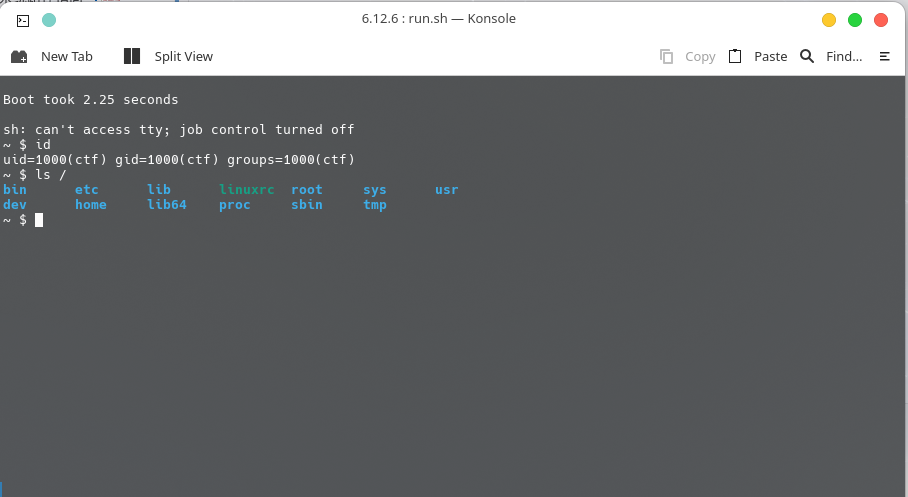 6.12.6 : run.sh — Konsole
New Tab Split View Copy Paste Find...
Boot took 2.25 seconds
sh: can't access tty; job control turned off
~ $ id
uid=1000(ctf) gid=1000(ctf) groups=1000(ctf)
~ $ ls /
bin etc lib linuxrc root sys usr
dev home lib64 proc sbin tmp
~ $